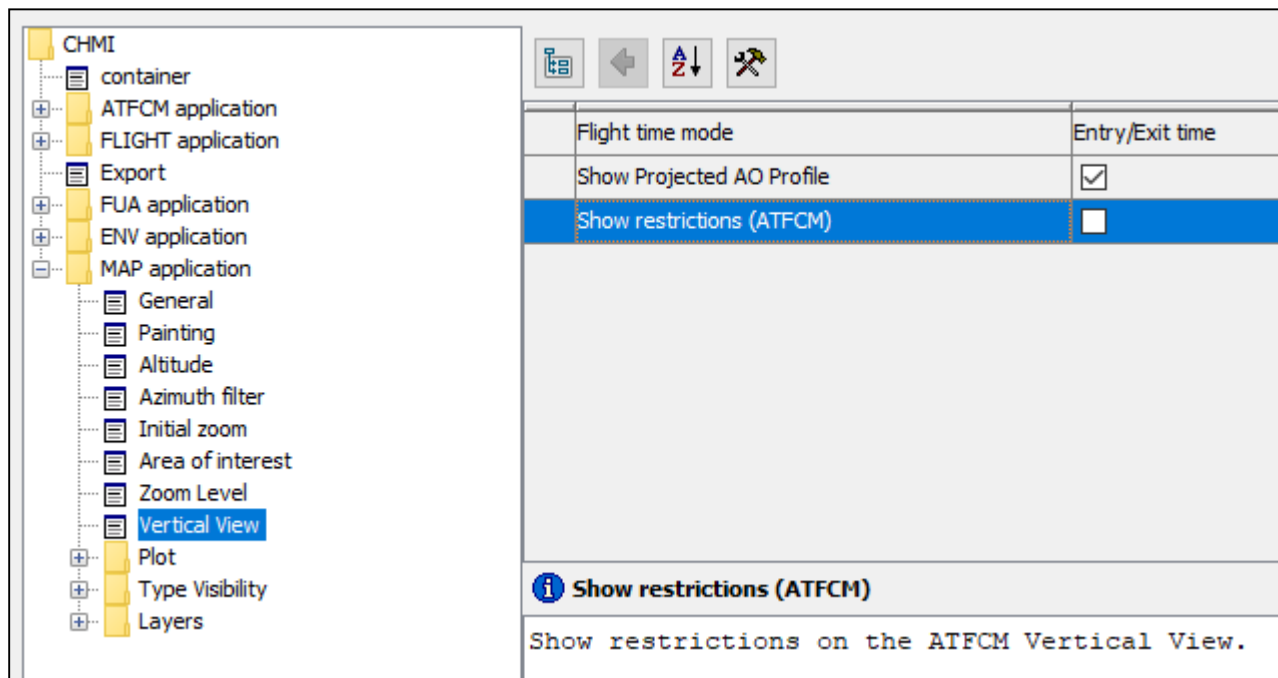 CHMI
container
ATFCM application
FLIGHT application
Export
FUA application
ENV application
MAP application
General
Painting
Altitude
Azimuth filter
Initial zoom
Area of interest
Zoom Level
Vertical View
Plot
Type Visibility
Layers
A
Z
Flight time mode Entry/Exit time
Show Projected AO Profile
Show restrictions (ATFCM)
Show restrictions (ATFCM)
Show restrictions on the ATFCM Vertical View.